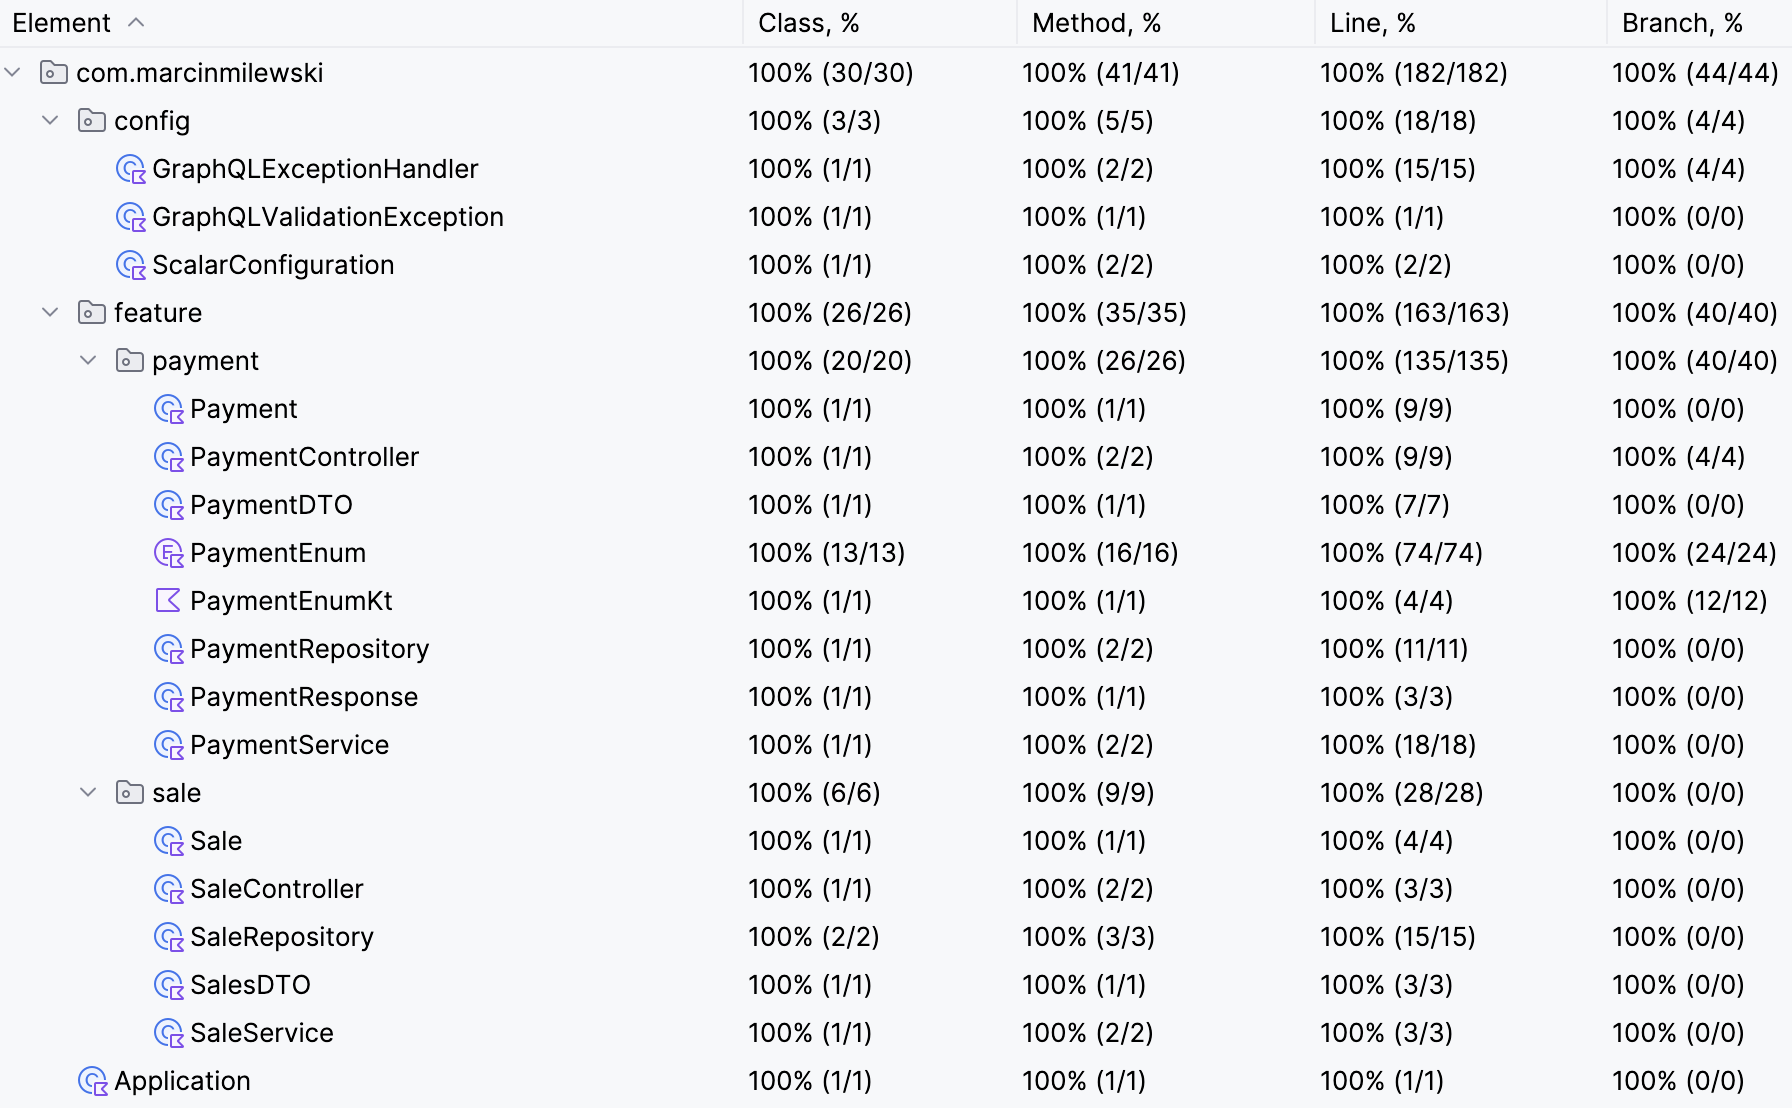 Element Class, % Method, % Line, % Branch, %
com.marcinmilewski 100% (30/30) 100% (41/41) 100% (182/182) 100% (44/44)
config 100% (3/3) 100% (5/5) 100% (18/18) 100% (4/4)
GraphQLExceptionHandler 100% (1/1) 100% (2/2) 100% (15/15) 100% (4/4)
GraphQLValidationException 100% (1/1) 100% (1/1) 100% (1/1) 100% (0/0)
ScalarConfiguration 100% (1/1) 100% (2/2) 100% (2/2) 100% (0/0)
feature 100% (26/26) 100% (35/35) 100% (163/163) 100% (40/40)
payment 100% (20/20) 100% (26/26) 100% (135/135) 100% (40/40)
Payment 100% (1/1) 100% (1/1) 100% (9/9) 100% (0/0)
PaymentController 100% (1/1) 100% (2/2) 100% (9/9) 100% (4/4)
PaymentDTO 100% (1/1) 100% (1/1) 100% (7/7) 100% (0/0)
PaymentEnum 100% (13/13) 100% (16/16) 100% (74/74) 100% (24/24)
PaymentEnumKt 100% (1/1) 100% (1/1) 100% (4/4) 100% (12/12)
PaymentRepository 100% (1/1) 100% (2/2) 100% (11/11) 100% (0/0)
PaymentResponse 100% (1/1) 100% (1/1) 100% (3/3) 100% (0/0)
PaymentService 100% (1/1) 100% (2/2) 100% (18/18) 100% (0/0)
sale 100% (6/6) 100% (9/9) 100% (28/28) 100% (0/0)
Sale 100% (1/1) 100% (1/1) 100% (4/4) 100% (0/0)
SaleController 100% (1/1) 100% (2/2) 100% (3/3) 100% (0/0)
SaleRepository 100% (2/2) 100% (3/3) 100% (15/15) 100% (0/0)
SalesDTO 100% (1/1) 100% (1/1) 100% (3/3) 100% (0/0)
SaleService 100% (1/1) 100% (2/2) 100% (3/3) 100% (0/0)
Application 100% (1/1) 100% (1/1) 100% (1/1) 100% (0/0)